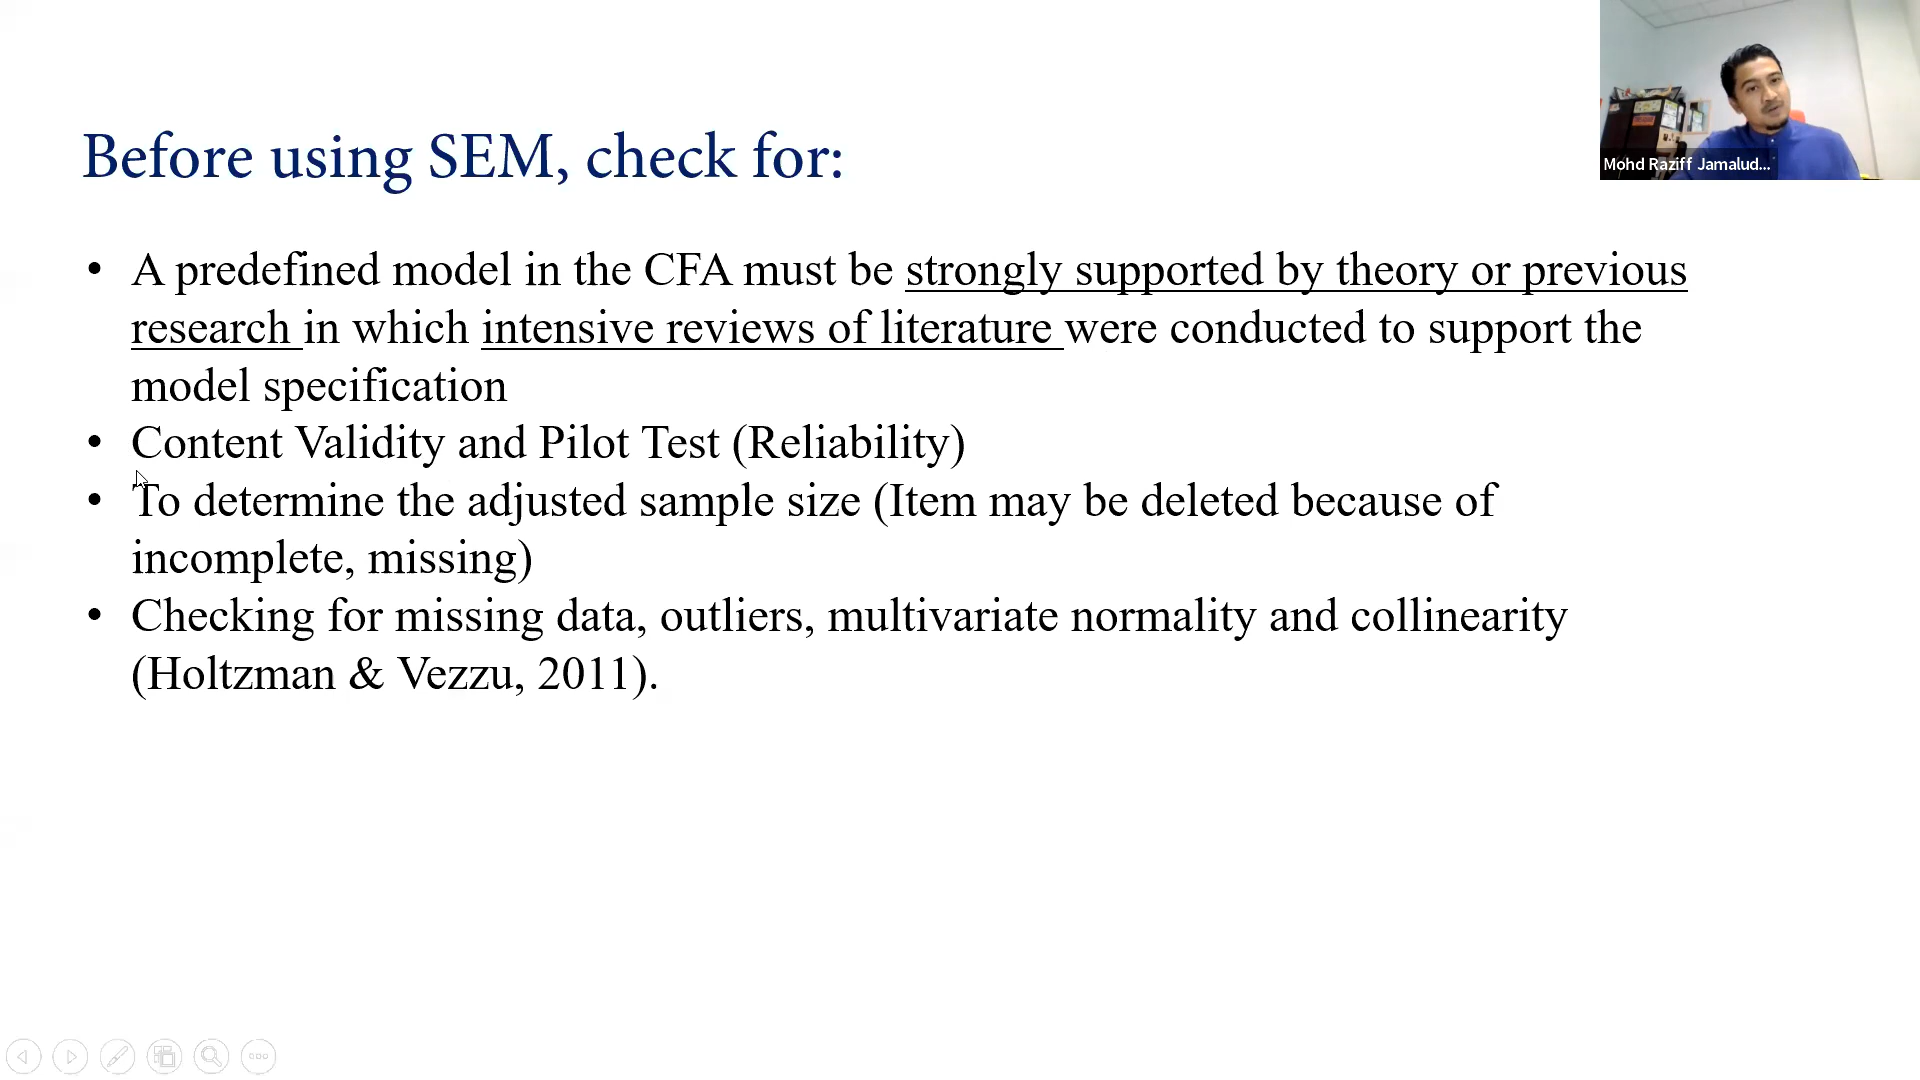 Before using SEM, check for:
• A predefined model in the CFA must be strongly supported by theory or previous
research in which intensive reviews of literature were conducted to support the
model specification
• Content Validity and Pilot Test (Reliability)
• To determine the adjusted sample size (Item may be deleted because of
incomplete, missing)
• Checking for missing data, outliers, multivariate normality and collinearity
(Holtzman & Vezzu, 2011).
Mohd Raziff Jamalud...